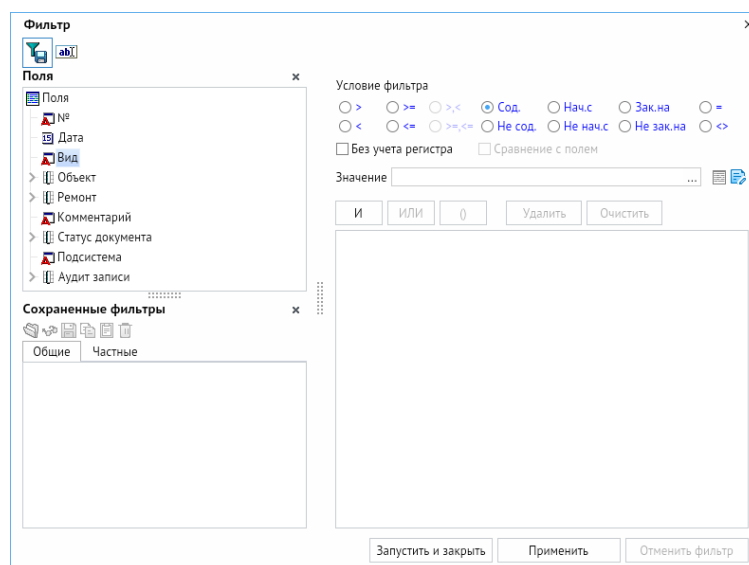 Фильтр
ab
Поля
Поля
Nº
15 Дата
Вид
Объект
Ремонт
Комментарий
Статус документа
Подсистема
Аудит записи
Сохраненные фильтры
Общие Частные
Условие фильтра
> >= >,< Сод. Нач.с Зак.на =
< <= >=,<= Не сод. Не нач.с Не зак.на <>
Без учета регистра Сравнение с полем
Значение ...
И ИЛИ () Удалить Очистить
Запустить и закрыть Применить Отменить фильтр